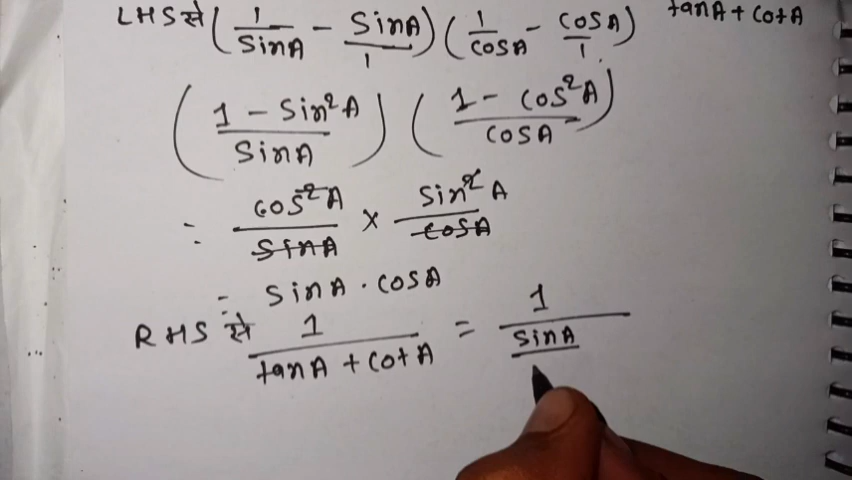 LHS से (1/SinA - SinA/1) (1/cosA - cosA/1) tanA + cotA
(1 - Sin²A / SinA) (1 - Cos²A / COSA)
= cos²A/SinA × Sin²A/COSA
= SinA . COSA
RHS से 1/tanA + CotA = 1/SinA